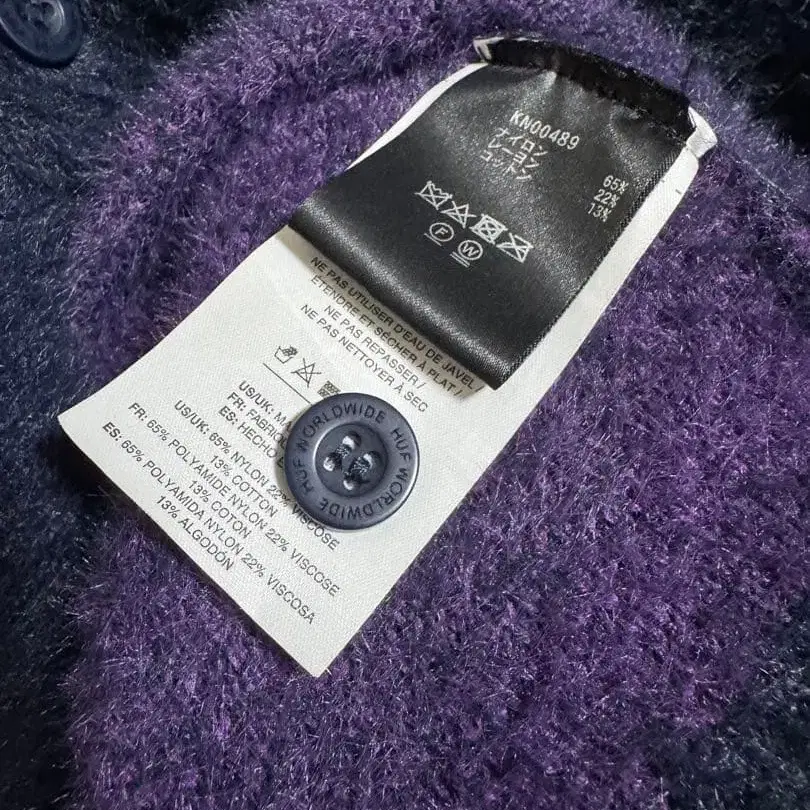 KN00489
ナイロン 65%
レーヨン 22%
コットン 13%
F W
NE PAS UTILISER D'EAU DE JAVEL
ÉTENDRE ET SÉCHER À PLAT /
NE PAS REPASSER /
NE PAS NETTOYER À SEC
US/UK:
FR:
ES: HECHO
US/UK: 65% NYLON 22% VISCOSE
13% COTTON
FR: 65% POLYAMIDE NYLON 22% VISCOSE
13% COTON
ES: 65% POLYAMIDA NYLON 22% VISCOSA
13% ALGODÓN
HUF WORLDWIDE HUF WORLDWIDE